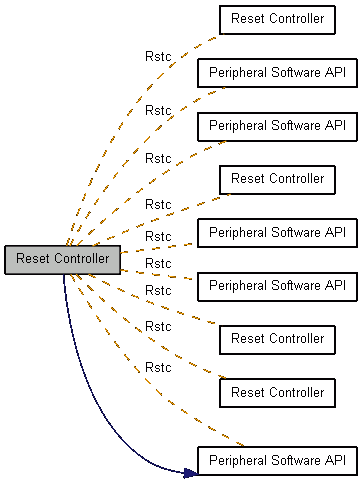 Reset Controller
Rstc
Peripheral Software API
Rstc
Peripheral Software API
Rstc
Reset Controller
Rstc
Peripheral Software API
Rstc
Reset Controller
Rstc
Peripheral Software API
Rstc
Reset Controller
Rstc
Reset Controller
Rstc
Peripheral Software API